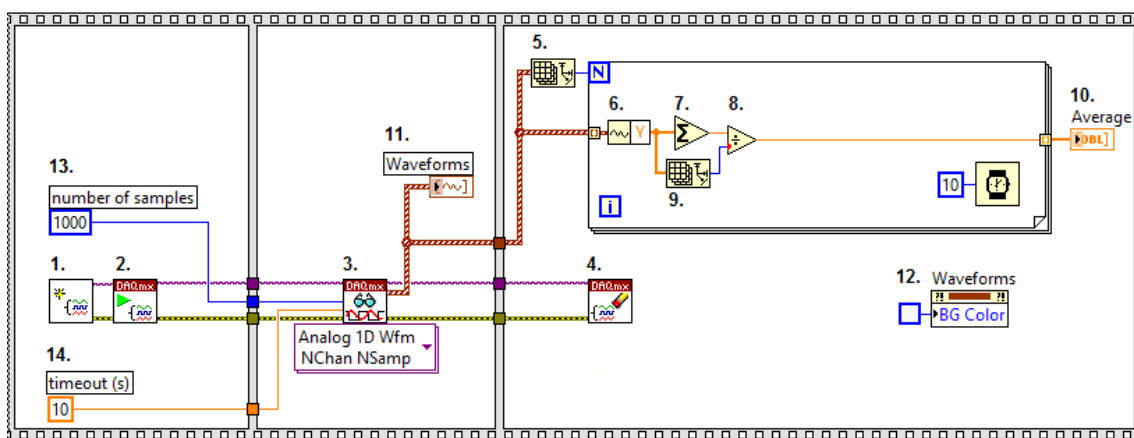 5.
N
6.
7.
8.
10.
Average
Y
Σ
÷
DBL]
11.
Waveforms
13.
number of samples
1000
10
9.
i
1.
2.
3.
4.
DAQmx
DAQmx
DAQmx
12.
Waveforms
?!
?!
BG Color
Analog 1D Wfm
NChan NSamp
14.
timeout (s)
10